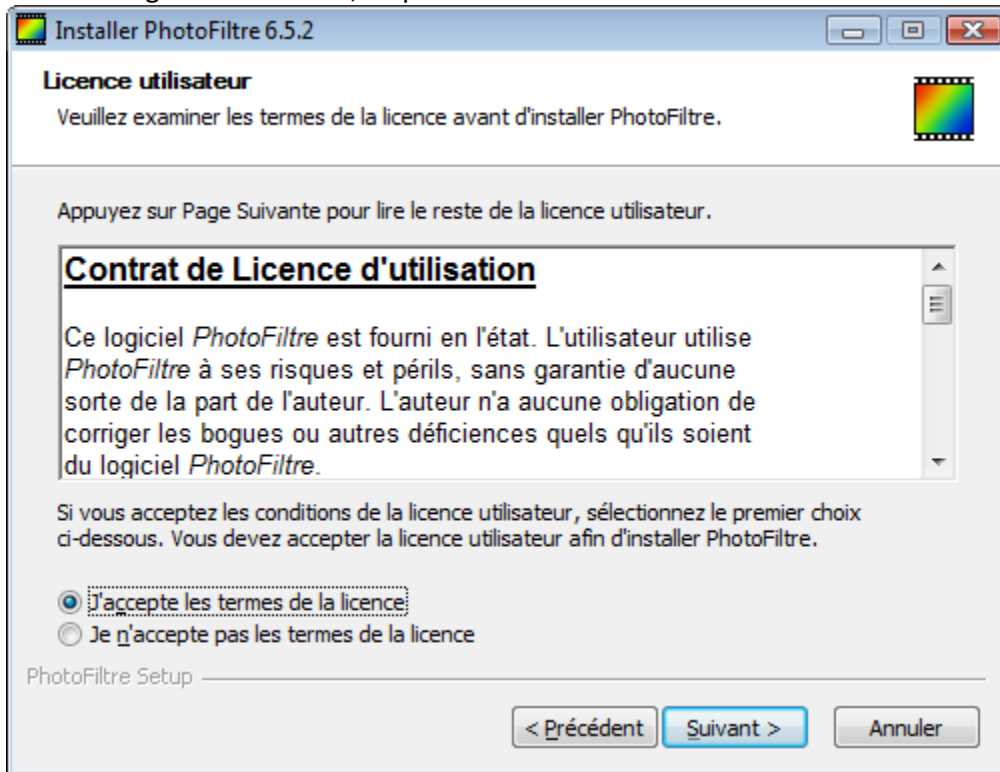 Installer PhotoFiltre 6.5.2
Licence utilisateur
Veuillez examiner les termes de la licence avant d'installer PhotoFiltre.
Appuyez sur Page Suivante pour lire le reste de la licence utilisateur.
Contrat de Licence d'utilisation
Ce logiciel PhotoFiltre est fourni en l'état. L'utilisateur utilise
PhotoFiltre à ses risques et périls, sans garantie d'aucune
sorte de la part de l'auteur. L'auteur n'a aucune obligation de
corriger les bogues ou autres déficiences quels qu'ils soient
du logiciel PhotoFiltre.
Si vous acceptez les conditions de la licence utilisateur, sélectionnez le premier choix
ci-dessous. Vous devez accepter la licence utilisateur afin d'installer PhotoFiltre.
J'accepte les termes de la licence
Je n'accepte pas les termes de la licence
PhotoFiltre Setup
< Précédent Suivant > Annuler